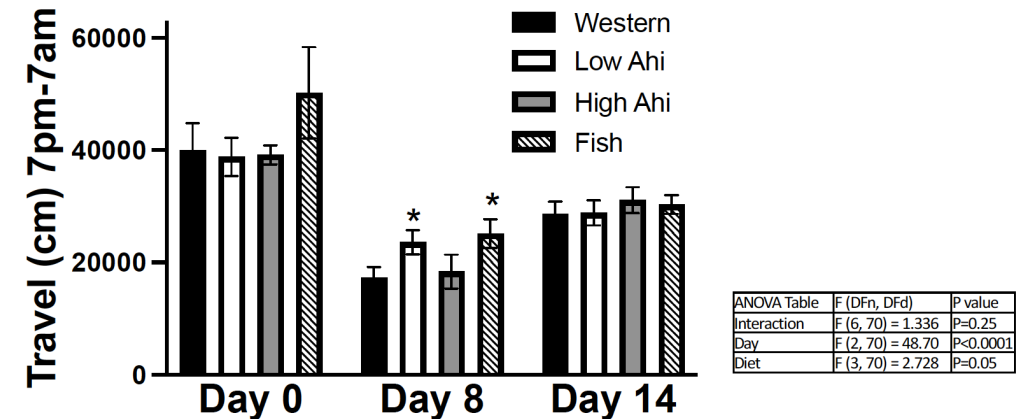 Travel (cm) 7pm-7am
60000
40000
20000
0
Western
Low Ahi
High Ahi
Fish
* *
Day 0 Day 8 Day 14
ANOVA Table F (DFn, DFd) P value
Interaction F (6, 70) = 1.336 P=0.25
Day F (2, 70) = 48.70 P<0.0001
Diet F (3, 70) = 2.728 P=0.05